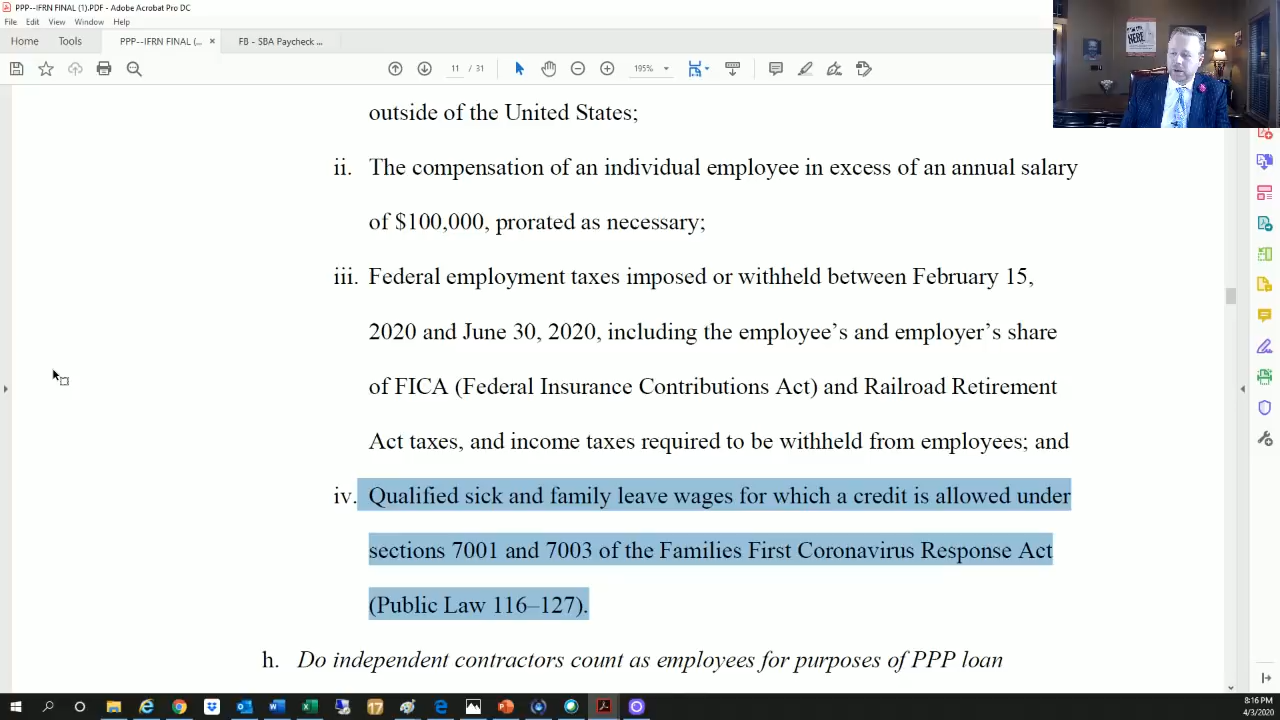 PPP--IFRN FINAL (1).PDF - Adobe Acrobat Pro DC
File Edit View Window Help
Home Tools PPP--IFRN FINAL (... × FB - SBA Paycheck ...
11 / 31 195%
HERE
outside of the United States;
ii. The compensation of an individual employee in excess of an annual salary
of $100,000, prorated as necessary;
iii. Federal employment taxes imposed or withheld between February 15,
2020 and June 30, 2020, including the employee’s and employer’s share
of FICA (Federal Insurance Contributions Act) and Railroad Retirement
Act taxes, and income taxes required to be withheld from employees; and
iv. Qualified sick and family leave wages for which a credit is allowed under
sections 7001 and 7003 of the Families First Coronavirus Response Act
(Public Law 116–127).
h. Do independent contractors count as employees for purposes of PPP loan
17
8:16 PM
4/3/2020